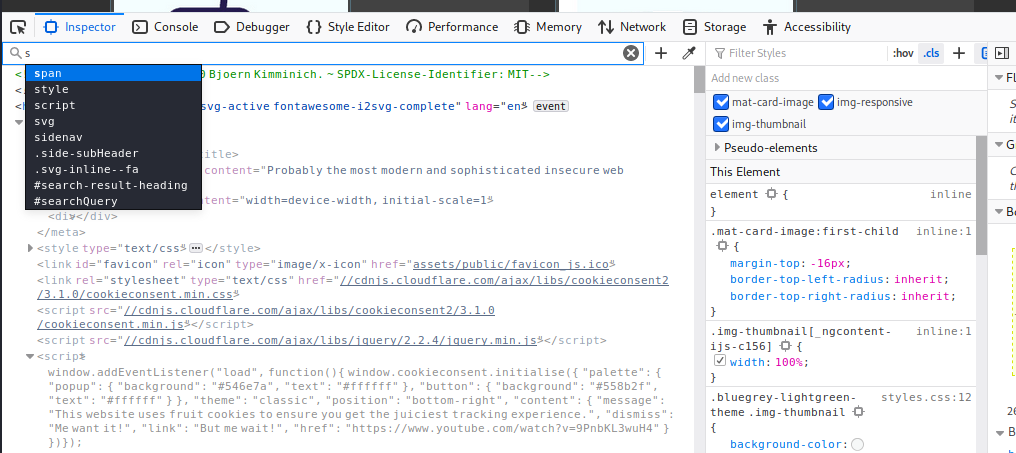 Inspector Console Debugger Style Editor Performance Memory Network Storage Accessibility
s
Filter Styles :hov .cls
span
style
script
svg
sidenav
.side-subHeader
.svg-inline--fa
#search-result-heading
#searchQuery
0 Bjoern Kimminich. ~ SPDX-License-Identifier: MIT-->
svg-active fontawesome-i2svg-complete" lang="en" event
title>
content="Probably the most modern and sophisticated insecure web
tent="width=device-width, initial-scale=1"
<div></div>
</meta>
<style type="text/css"> </style>
<link id="favicon" rel="icon" type="image/x-icon" href="assets/public/favicon_js.ico
<link rel="stylesheet" type="text/css" href="//cdnjs.cloudflare.com/ajax/libs/cookieconsent2
/3.1.0/cookieconsent.min.css
<script src="//cdnjs.cloudflare.com/ajax/libs/cookieconsent2/3.1.0
/cookieconsent.min.js"></script>
<script src="//cdnjs.cloudflare.com/ajax/libs/jquery/2.2.4/jquery.min.js"></script>
<script>
window.addEventListener("load", function(){ window.cookieconsent.initialise({ "palette": {
"popup": { "background": "#546e7a", "text": "#ffffff" }, "button": { "background": "#558b2f",
"text": "#ffffff" } }, "theme": "classic", "position": "bottom-right", "content": { "message":
"This website uses fruit cookies to ensure you get the juiciest tracking experience.", "dismiss":
"Me want it!", "link": "But me wait!", "href": "https://www.youtube.com/watch?v=9PnbKL3wuH4" }
})});
Add new class
mat-card-image img-responsive
img-thumbnail
Pseudo-elements
This Element
element { inline
}
.mat-card-image:first-child inline:1
{
margin-top: -16px;
border-top-left-radius: inherit;
border-top-right-radius: inherit;
}
.img-thumbnail[_ngcontent- inline:1
ijs-c156] {
width: 100%;
}
.bluegrey-lightgreen- styles.css:12
theme .img-thumbnail
{
background-color: